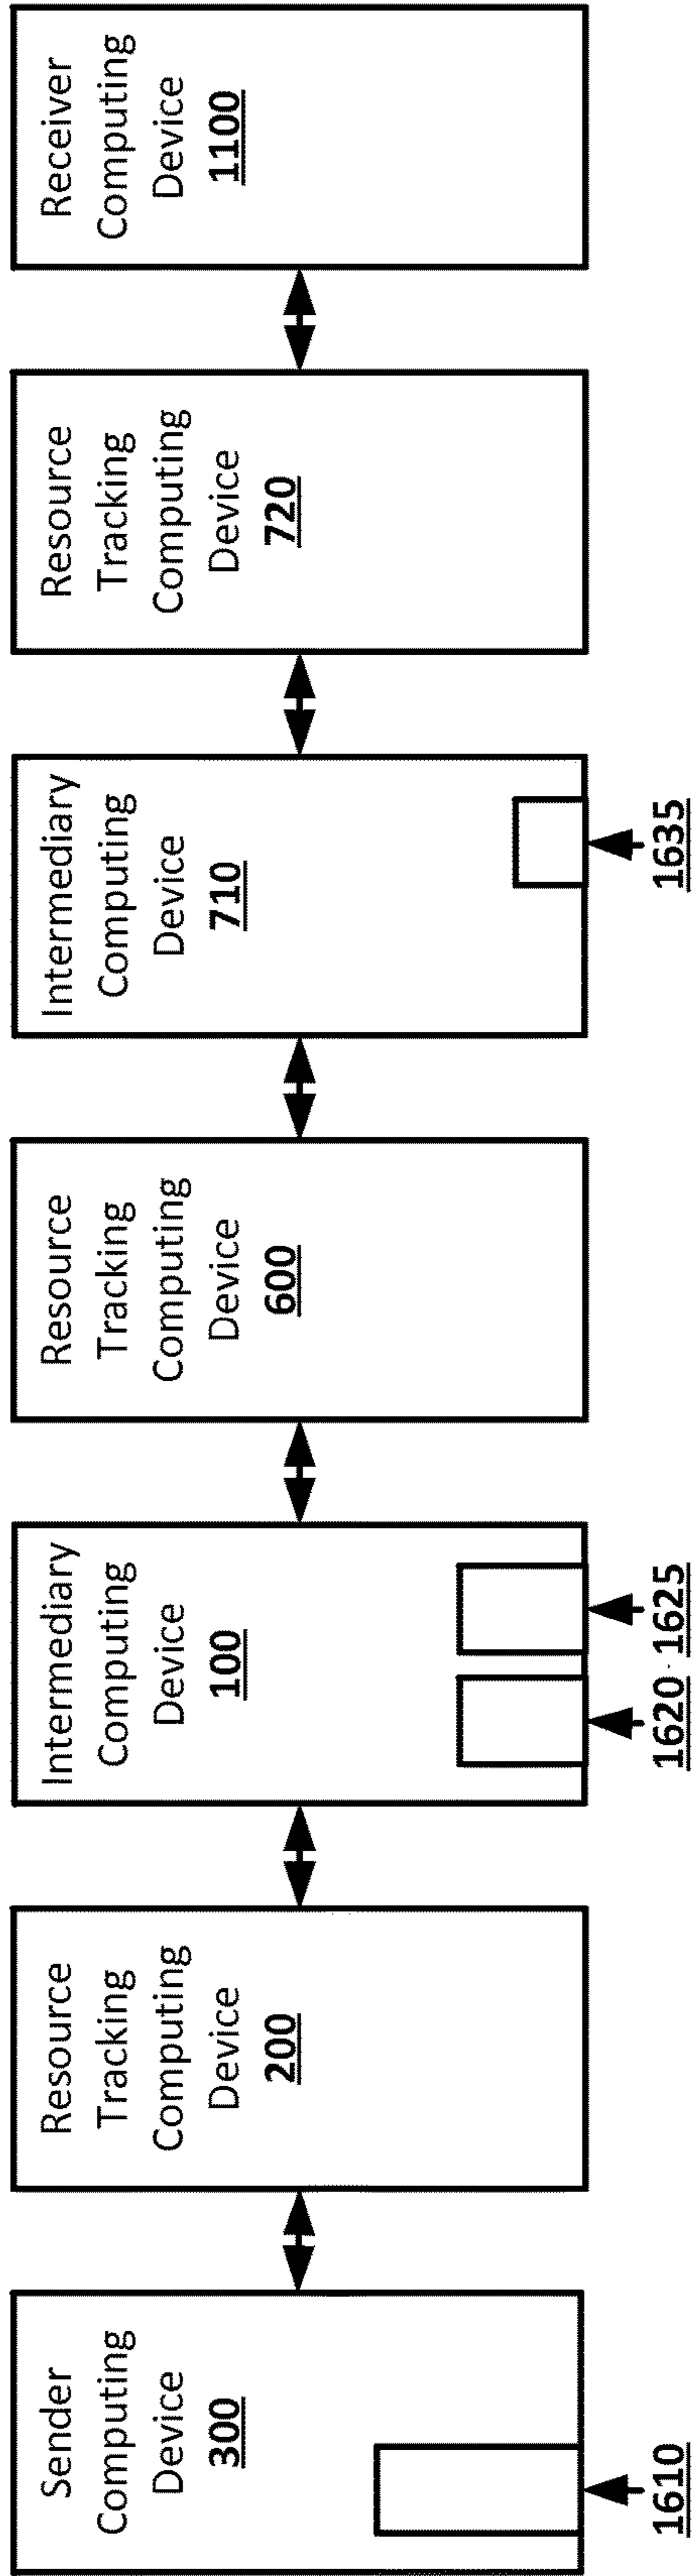 Sender
Computing
Device
300
1610
Resource
Tracking
Computing
Device
200
Intermediary
Computing
Device
100
1620
1625
Resource
Tracking
Computing
Device
600
Intermediary
Computing
Device
710
1635
Resource
Tracking
Computing
Device
720
Receiver
Computing
Device
1100